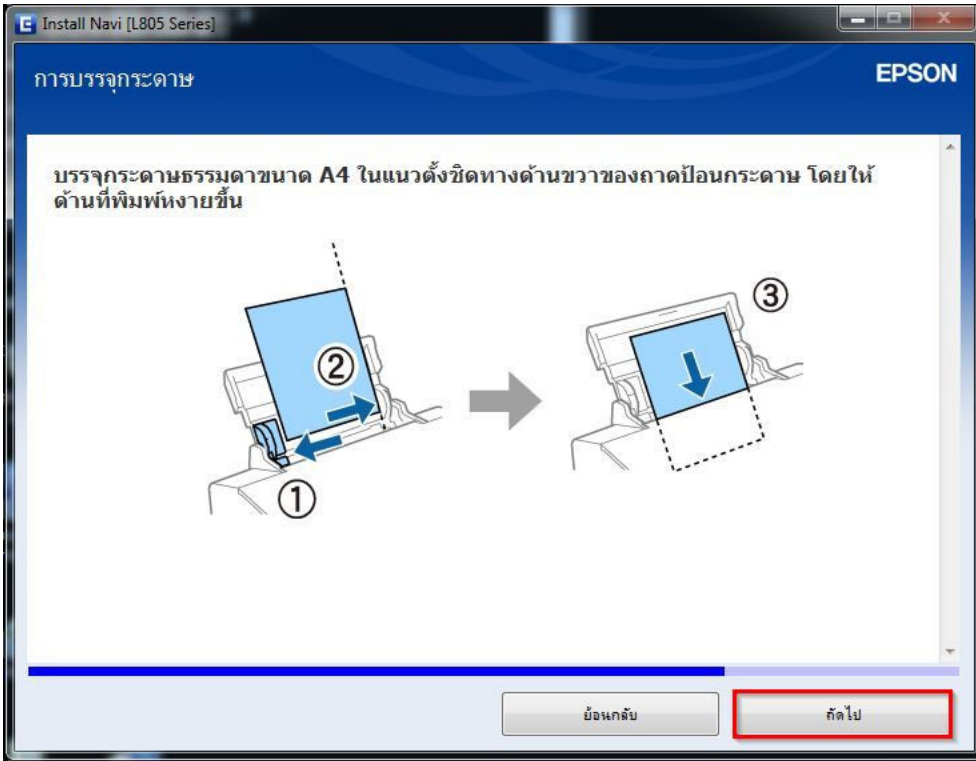 Install Navi [L805 Series]
การบรรจุกระดาษ
EPSON
บรรจุกระดาษธรรมดาขนาด A4 ในแนวตั้งชิดทางด้านขวาของถาดป้อนกระดาษ โดยให้
ด้านที่พิมพ์หงายขึ้น
②
③
①
ย้อนกลับ
ถัดไป